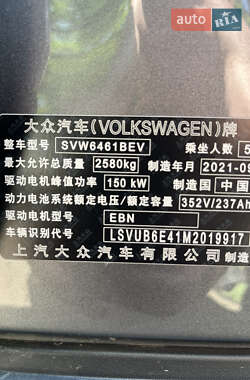 AUTO RIA
大众汽车(VOLKSWAGEN)牌
整车型号 SVW6461BEV 乘坐人数 5
最大允许总质量 2580kg 制造年月 2021-09
驱动电机峰值功率 150 kW 制造国 中国
动力电池系统额定电压/额定容量 352V/237Ah
驱动电机型号 EBN
车辆识别代号 LSVUB6E41M2019917
上汽大众汽车有限公司 制造